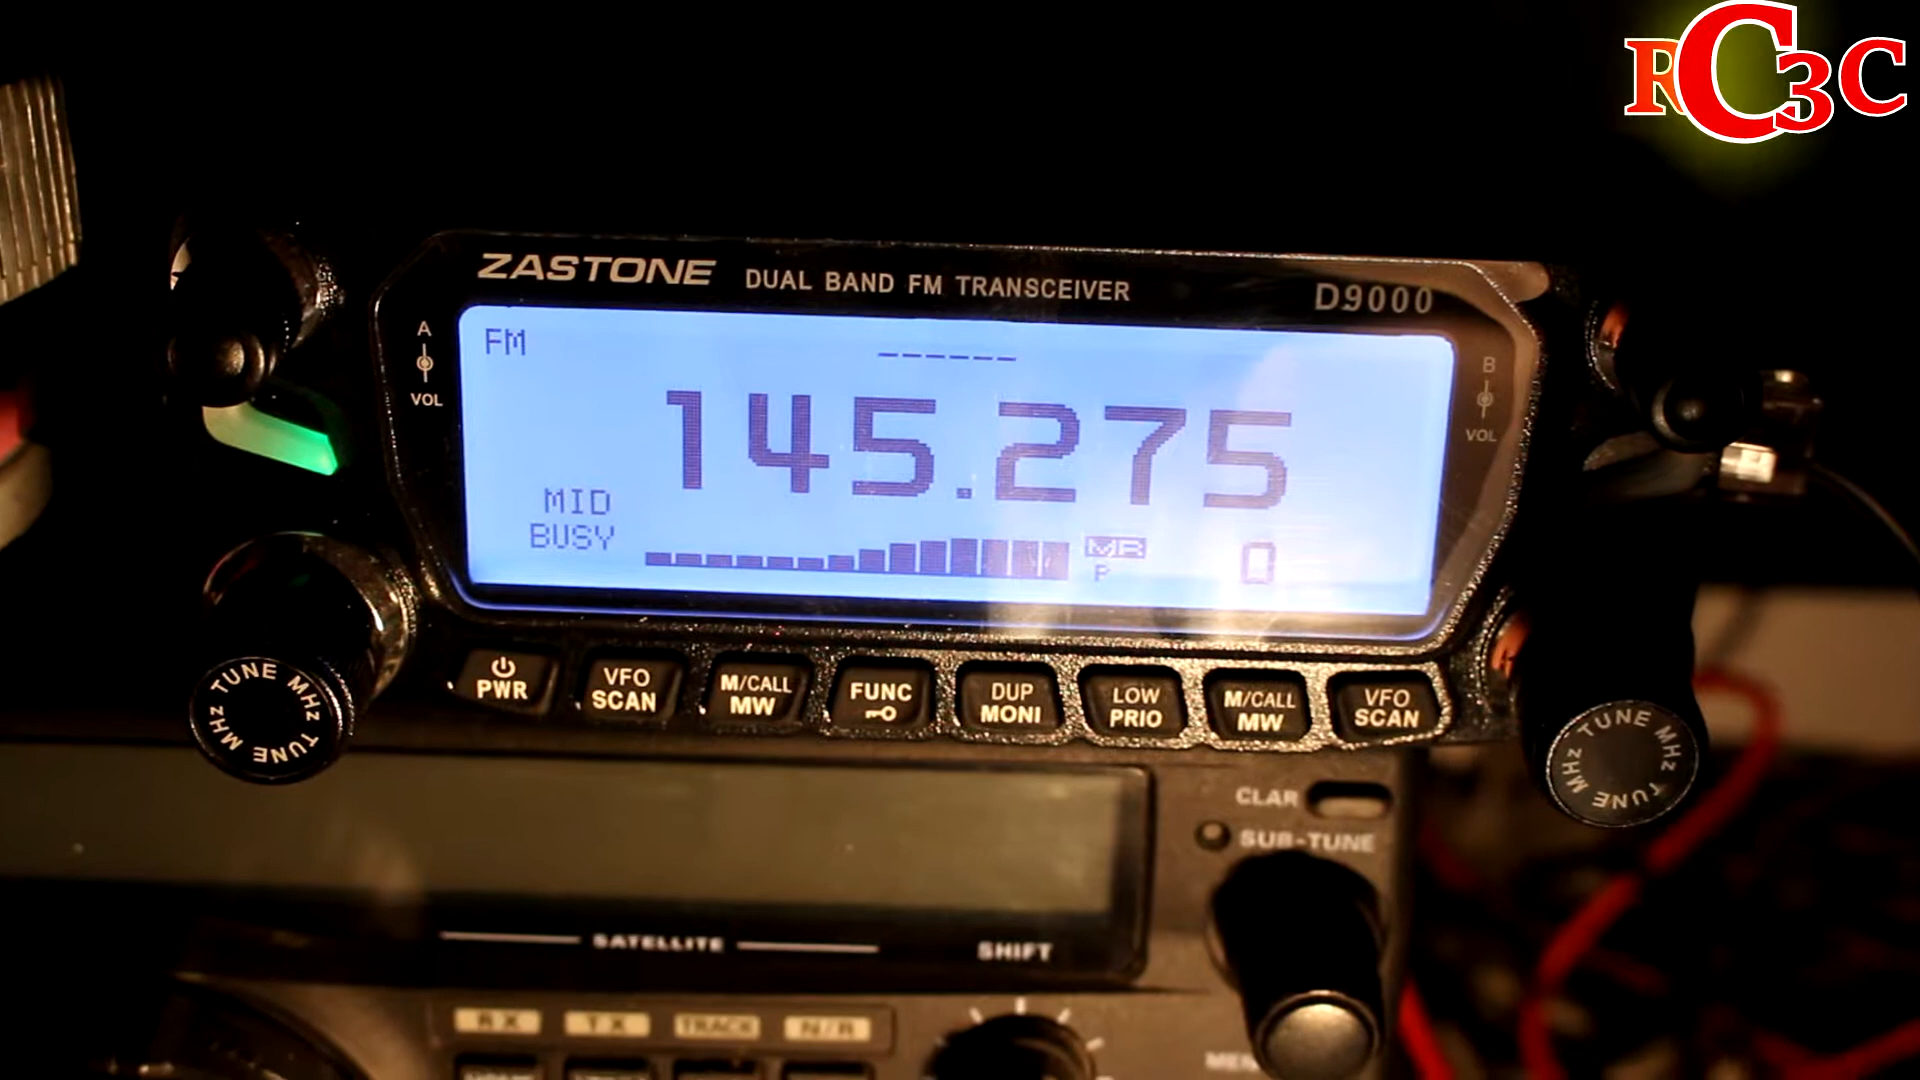 RC3C
ZASTONE DUAL BAND FM TRANSCEIVER D9000
A
VOL
B
VOL
FM
------
145.275
MID
BUSY
MR
P
0
PWR
VFO
SCAN
M/CALL
MW
FUNC
DUP
MONI
LOW
PRIO
M/CALL
MW
VFO
SCAN
TUNE MHz TUNE MHz
TUNE MHz TUNE MHz
CLAR
SUB-TUNE
SATELLITE
SHIFT
RX
TX
TRACK
N/R